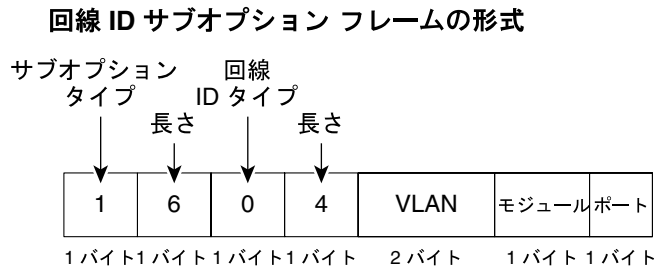 回線 ID サブオプション フレームの形式
サブオプション
タイプ
回線
ID タイプ
長さ
長さ
1 6 0 4 VLAN モジュール ポート
1 バイト 1 バイト 1 バイト 1 バイト 2 バイト 1 バイト 1 バイト